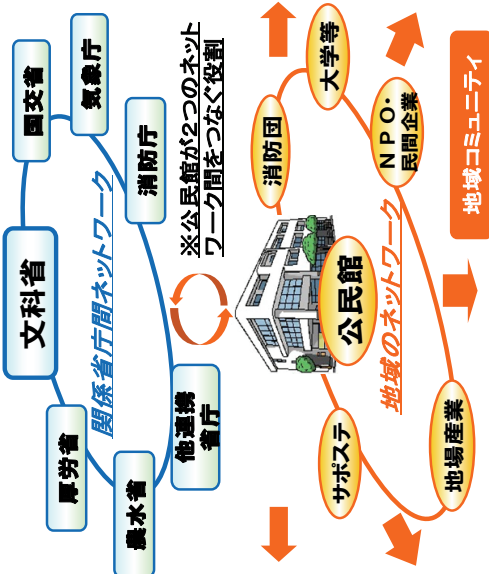 文科省
国交省
気象庁
消防庁
厚労省
農水省
他連携
省庁
関係省庁間ネットワーク
※公民館が2つのネット
ワーク間をつなぐ役割
消防団
大学等
NPO・
民間企業
公民館
サポステ
地場産業
地域のネットワーク
地域コミュニティ